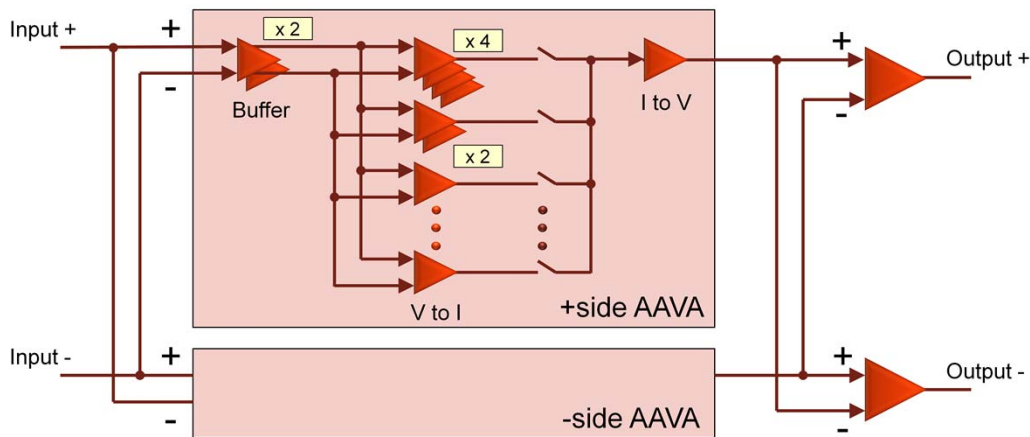 Input +
+
x 2
x 4
+
Output +
-
Buffer
I to V
-
x 2
V to I
+side AAVA
Input -
+
+
Output -
-
-side AAVA
-